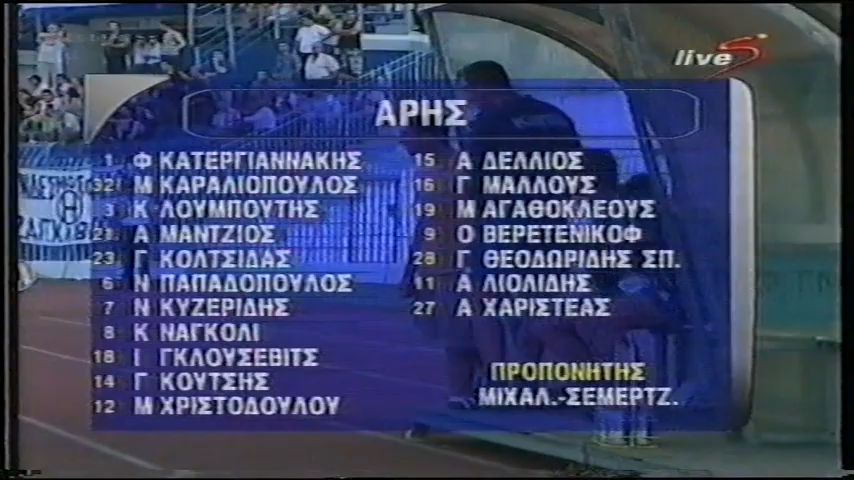 live S
ΑΡΗΣ
1 Φ ΚΑΤΕΡΓΙΑΝΝΑΚΗΣ
32 Μ ΚΑΡΑΛΙΟΠΟΥΛΟΣ
3 Κ ΛΟΥΜΠΟΥΤΗΣ
21 Α ΜΑΝΤΖΙΟΣ
23 Γ ΚΟΛΤΣΙΔΑΣ
6 Ν ΠΑΠΑΔΟΠΟΥΛΟΣ
7 Ν ΚΥΖΕΡΙΔΗΣ
8 Κ ΝΑΓΚΟΛΙ
18 Ι ΓΚΛΟΥΣΕΒΙΤΣ
14 Γ ΚΟΥΤΣΗΣ
12 Μ ΧΡΙΣΤΟΔΟΥΛΟΥ
15 Α ΔΕΛΛΙΟΣ
16 Γ ΜΑΛΛΟΥΣ
19 Μ ΑΓΑΘΟΚΛΕΟΥΣ
9 Ο ΒΕΡΕΤΕΝΙΚΟΦ
28 Γ ΘΕΟΔΩΡΙΔΗΣ ΣΠ.
11 Α ΛΙΟΛΙΔΗΣ
27 Α ΧΑΡΙΣΤΕΑΣ
ΠΡΟΠΟΝΗΤΗΣ
ΜΙΧΑΛ.-ΣΕΜΕΡΤΖ.